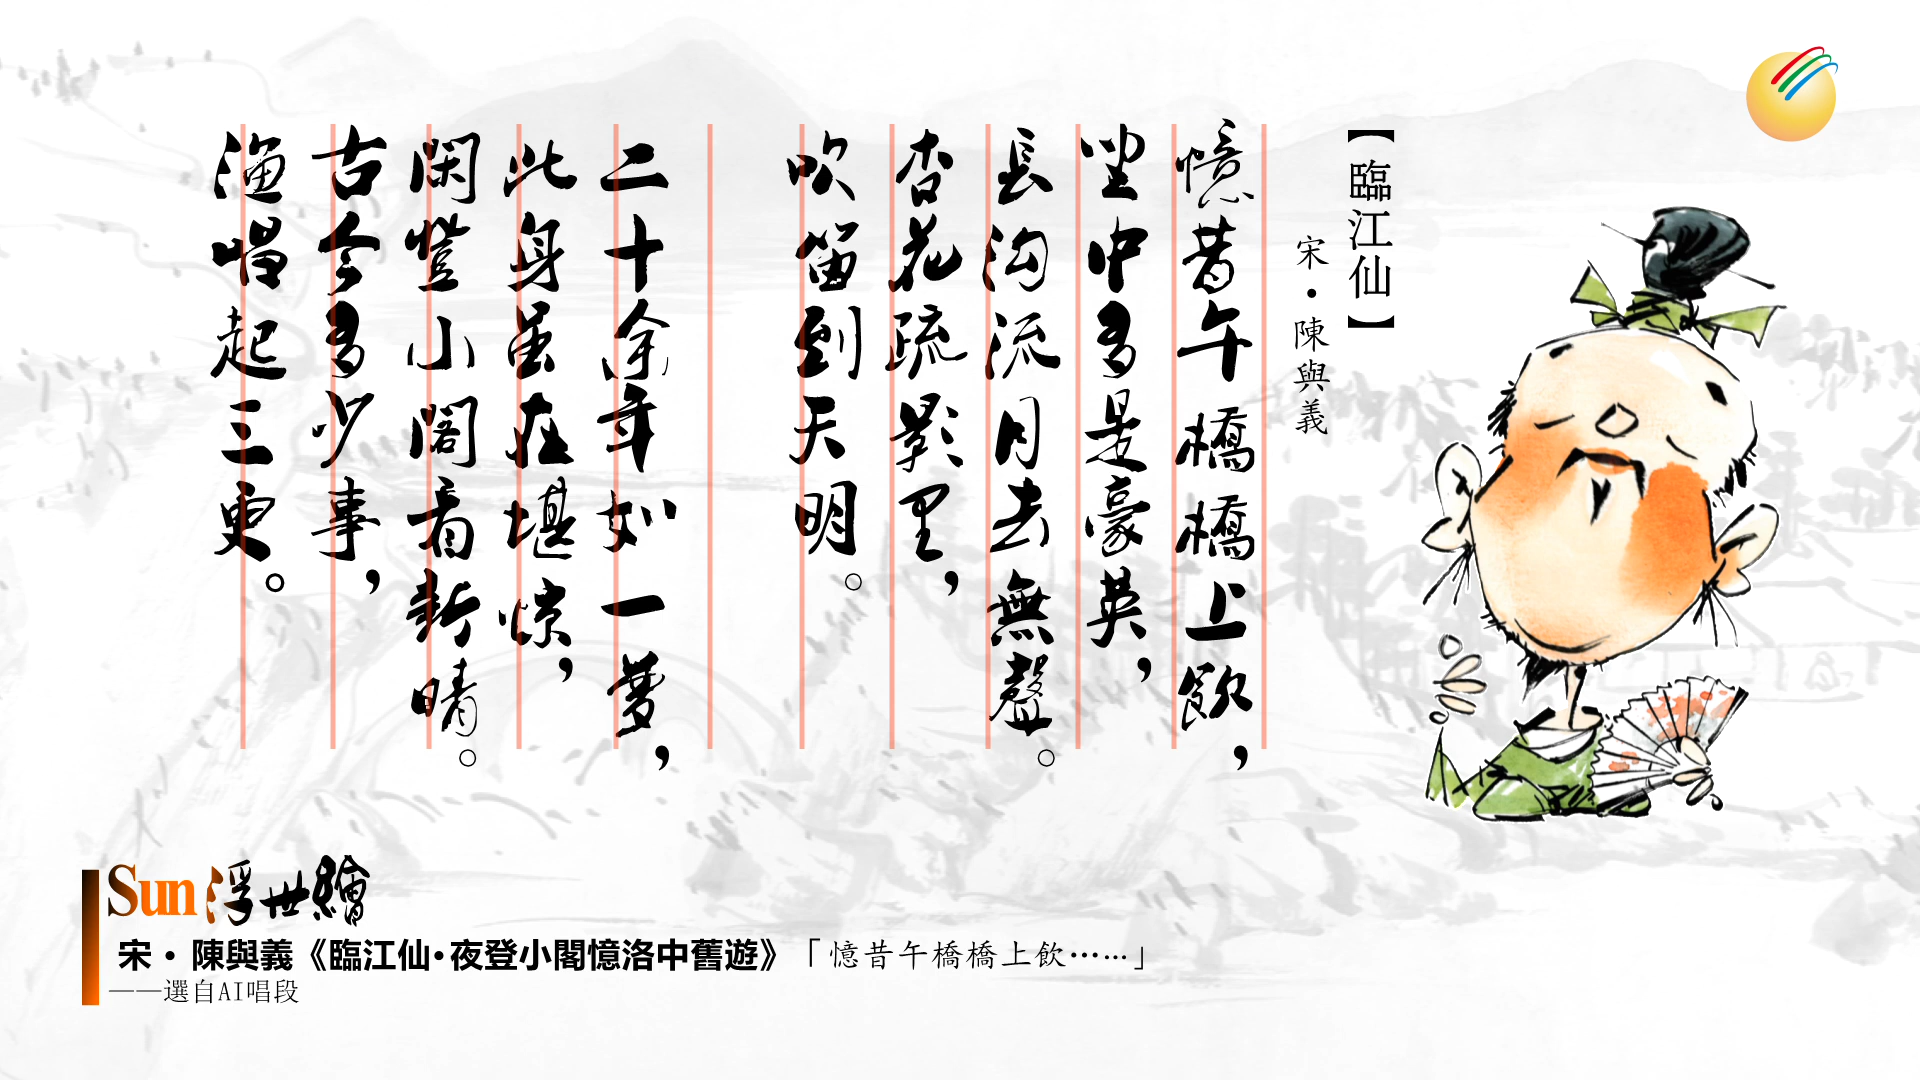 【臨江仙】
宋·陳與義
憶昔午橋橋上飲，
坐中多是豪英，
長溝流月去無聲。
杏花疏影里，
吹笛到天明。
二十余年如一夢，
此身虽在堪惊，
閑登小閣看新晴。
古今多少事，
漁唱起三更。
Sun浮世繪
宋·陳與義《臨江仙·夜登小閣憶洛中舊遊》「憶昔午橋橋上飲……」
——選自AI唱段